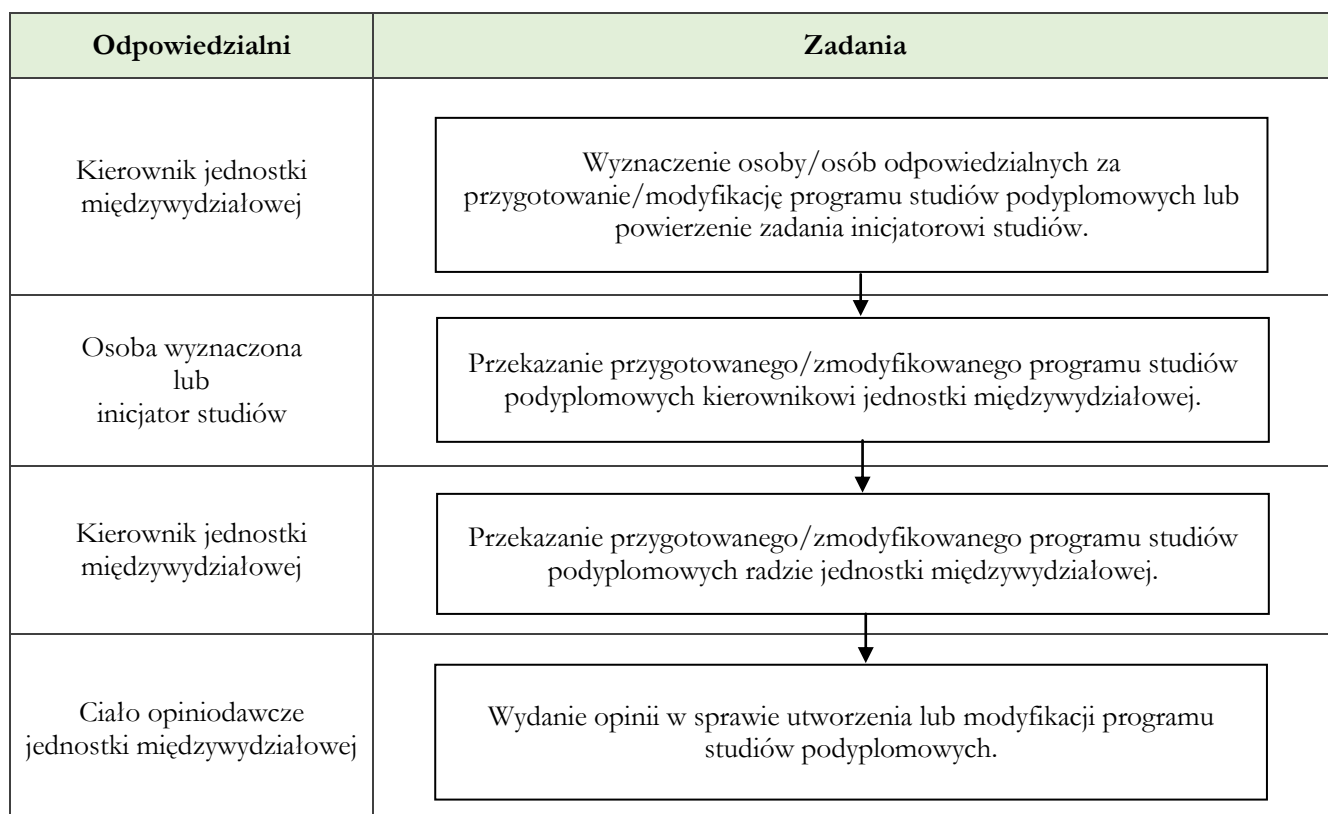 Odpowiedzialni
Zadania
Kierownik jednostki
międzywydziałowej
Wyznaczenie osoby/osób odpowiedzialnych za
przygotowanie/modyfikację programu studiów podyplomowych lub
powierzenie zadania inicjatorowi studiów.
Osoba wyznaczona
lub
inicjator studiów
Przekazanie przygotowanego/zmodyfikowanego programu studiów
podyplomowych kierownikowi jednostki międzywydziałowej.
Kierownik jednostki
międzywydziałowej
Przekazanie przygotowanego/zmodyfikowanego programu studiów
podyplomowych radzie jednostki międzywydziałowej.
Ciało opiniodawcze
jednostki międzywydziałowej
Wydanie opinii w sprawie utworzenia lub modyfikacji programu
studiów podyplomowych.